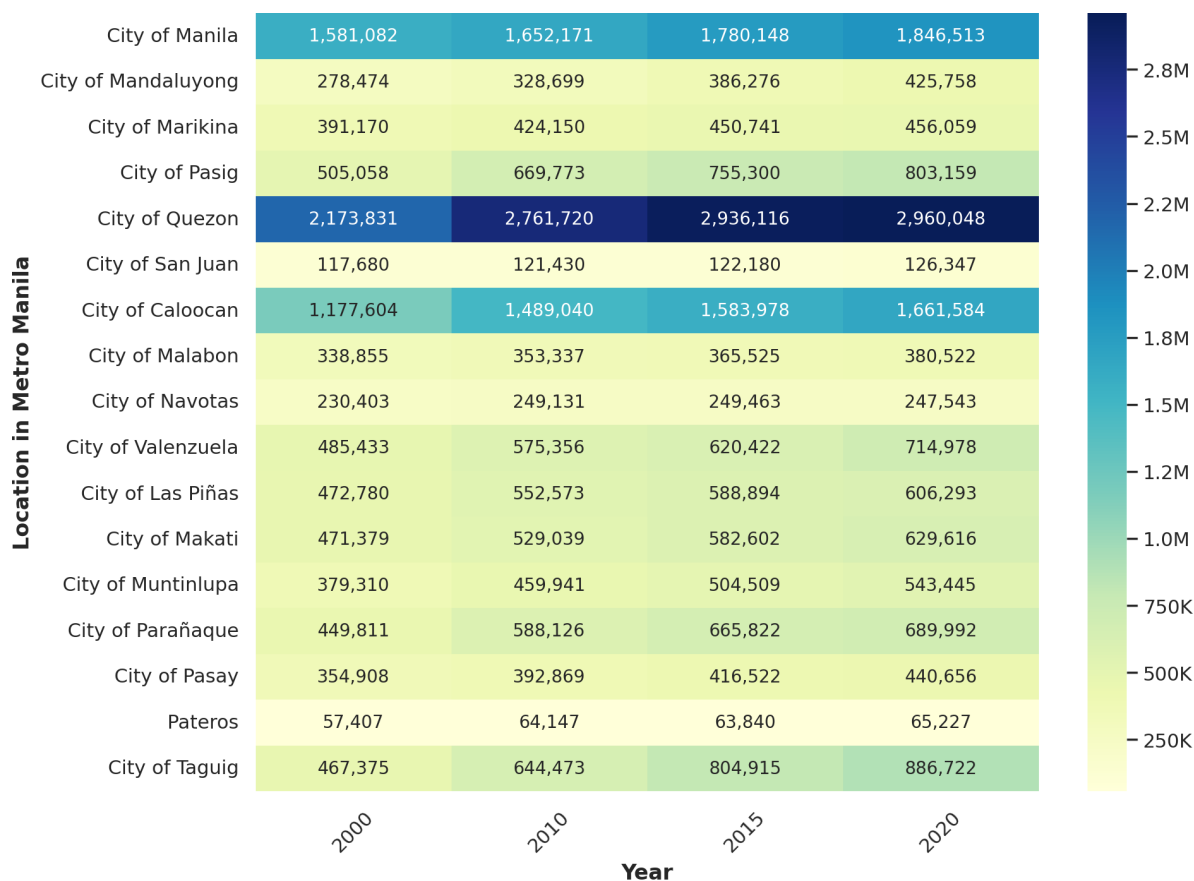 City of Manila 1,581,082 1,652,171 1,780,148 1,846,513
City of Mandaluyong 278,474 328,699 386,276 425,758
City of Marikina 391,170 424,150 450,741 456,059
City of Pasig 505,058 669,773 755,300 803,159
City of Quezon 2,173,831 2,761,720 2,936,116 2,960,048
City of San Juan 117,680 121,430 122,180 126,347
City of Caloocan 1,177,604 1,489,040 1,583,978 1,661,584
City of Malabon 338,855 353,337 365,525 380,522
City of Navotas 230,403 249,131 249,463 247,543
City of Valenzuela 485,433 575,356 620,422 714,978
City of Las Piñas 472,780 552,573 588,894 606,293
City of Makati 471,379 529,039 582,602 629,616
City of Muntinlupa 379,310 459,941 504,509 543,445
City of Parañaque 449,811 588,126 665,822 689,992
City of Pasay 354,908 392,869 416,522 440,656
Pateros 57,407 64,147 63,840 65,227
City of Taguig 467,375 644,473 804,915 886,722
2000 2010 2015 2020
Year
Location in Metro Manila
2.8M
2.5M
2.2M
2.0M
1.8M
1.5M
1.2M
1.0M
750K
500K
250K